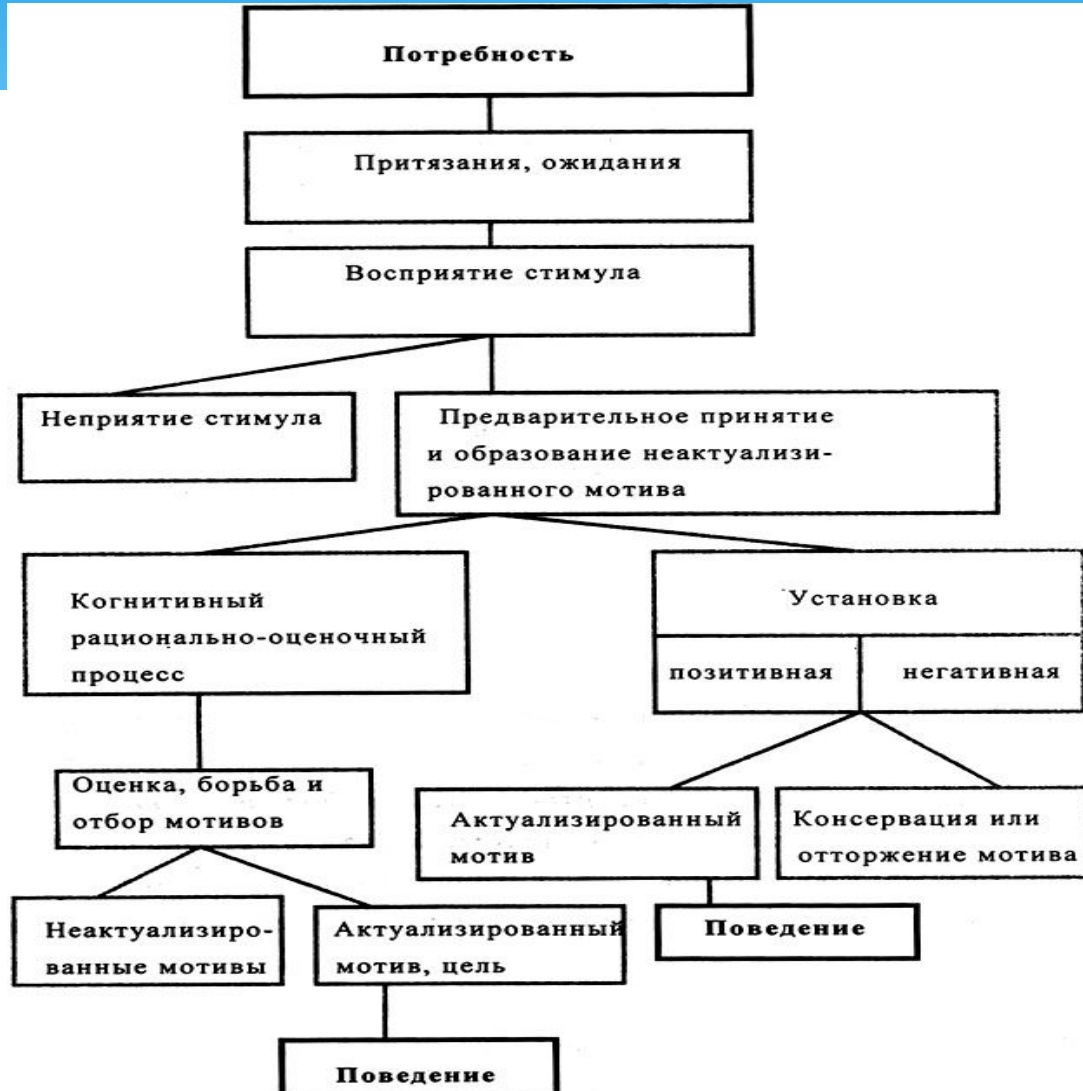 Потребность
Притязания, ожидания
Восприятие стимула
Неприятие стимула
Предварительное принятие
и образование неактуализи-
рованного мотива
Когнитивный
рационально-оценочный
процесс
Установка
позитивная
негативная
Оценка, борьба и
отбор мотивов
Актуализированный
мотив
Консервация или
отторжение мотива
Неактуализиро-
ванные мотивы
Актуализированный
мотив, цель
Поведение
Поведение